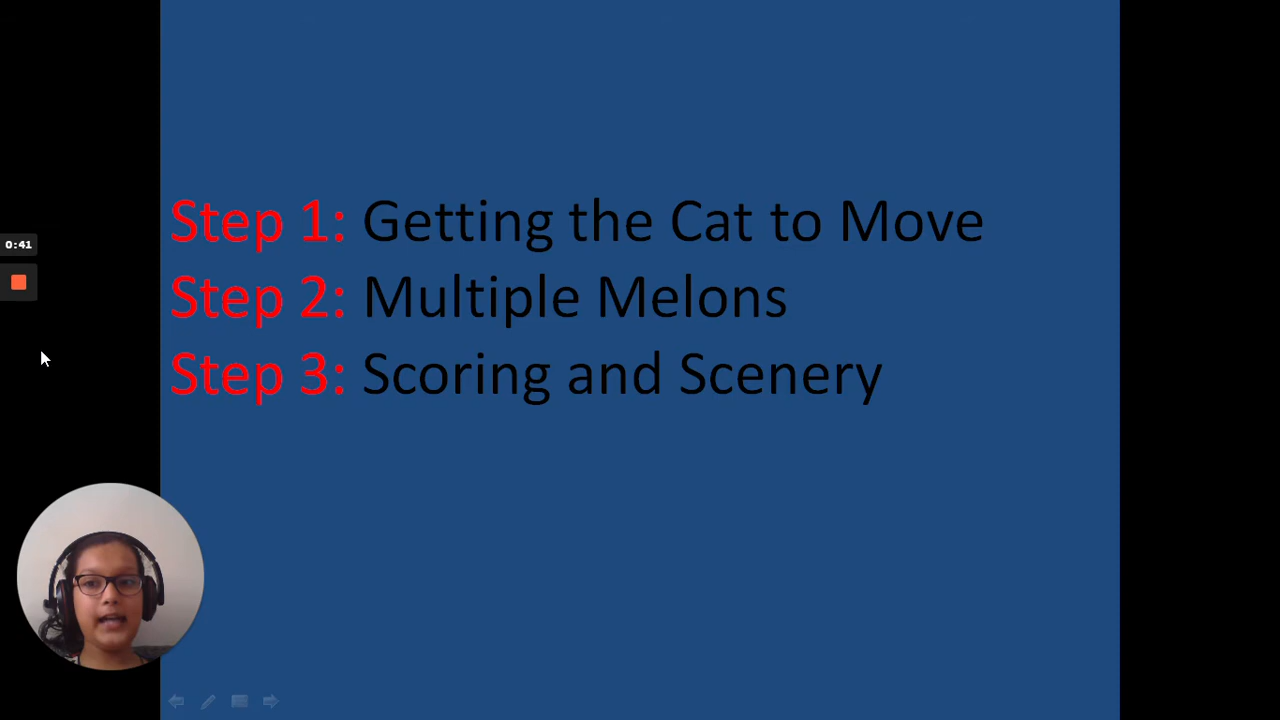 Step 1: Getting the Cat to Move
0:41
Step 2: Multiple Melons
Step 3: Scoring and Scenery